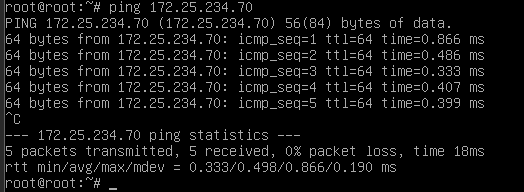 root@root:~# ping 172.25.234.70
PING 172.25.234.70 (172.25.234.70) 56(84) bytes of data.
64 bytes from 172.25.234.70: icmp_seq=1 ttl=64 time=0.866 ms
64 bytes from 172.25.234.70: icmp_seq=2 ttl=64 time=0.486 ms
64 bytes from 172.25.234.70: icmp_seq=3 ttl=64 time=0.333 ms
64 bytes from 172.25.234.70: icmp_seq=4 ttl=64 time=0.407 ms
64 bytes from 172.25.234.70: icmp_seq=5 ttl=64 time=0.399 ms
^C
--- 172.25.234.70 ping statistics ---
5 packets transmitted, 5 received, 0% packet loss, time 18ms
rtt min/avg/max/mdev = 0.333/0.498/0.866/0.190 ms
root@root:~# _